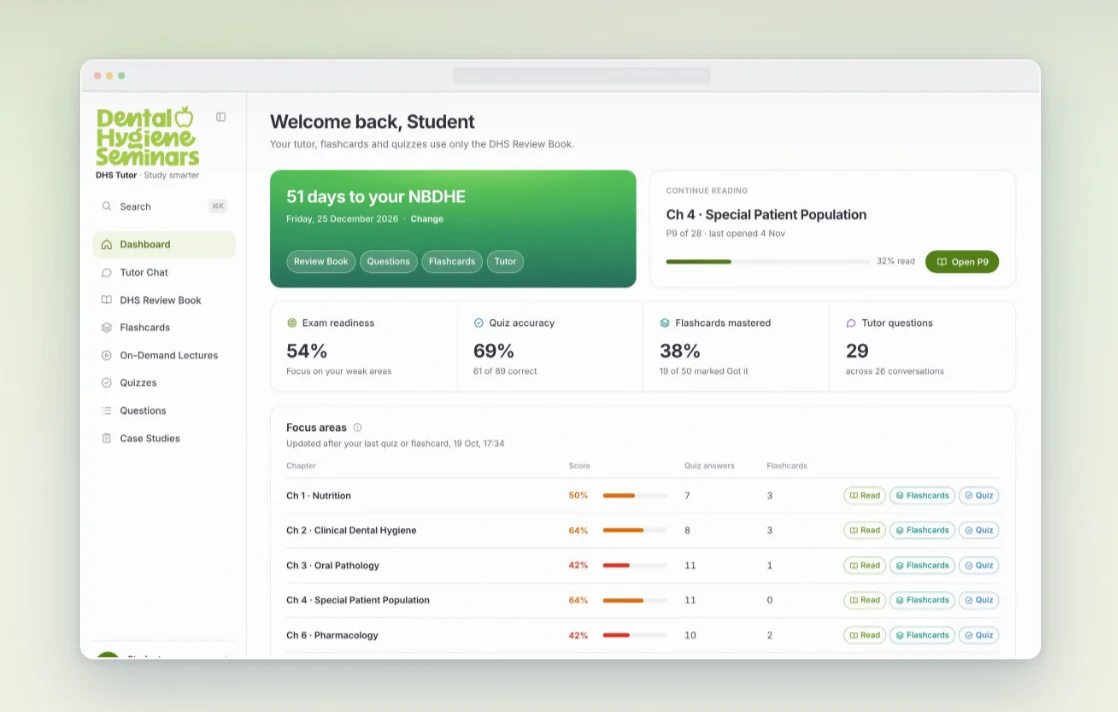 Dental
Hygiene
Seminars
DHS Tutor · Study smarter
Search
⌘K
Dashboard
Tutor Chat
DHS Review Book
Flashcards
On-Demand Lectures
Quizzes
Questions
Case Studies
Welcome back, Student
Your tutor, flashcards and quizzes use only the DHS Review Book.
51 days to your NBDHE
Friday, 25 December 2026 · Change
Review Book Questions Flashcards Tutor
CONTINUE READING
Ch 4 · Special Patient Population
P9 of 28 · last opened 4 Nov
32% read Open P9
Exam readiness
54%
Focus on your weak areas
Quiz accuracy
69%
61 of 89 correct
Flashcards mastered
38%
19 of 50 marked Got it
Tutor questions
29
across 26 conversations
Focus areas
Updated after your last quiz or flashcard, 19 Oct, 17:34
Chapter Score Quiz answers Flashcards
Ch 1 · Nutrition 50% 7 3 Read Flashcards Quiz
Ch 2 · Clinical Dental Hygiene 64% 8 3 Read Flashcards Quiz
Ch 3 · Oral Pathology 42% 11 1 Read Flashcards Quiz
Ch 4 · Special Patient Population 64% 11 0 Read Flashcards Quiz
Ch 6 · Pharmacology 42% 10 2 Read Flashcards Quiz